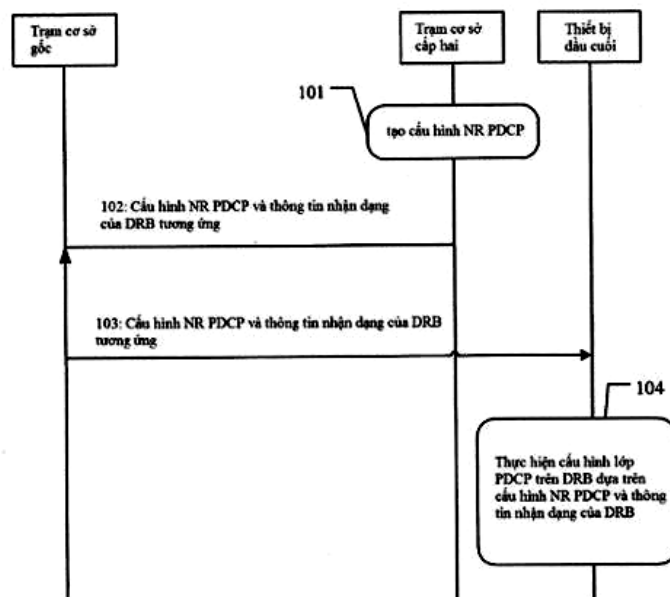 Trạm cơ sở
gốc
Trạm cơ sở
cấp hai
Thiết bị
đầu cuối
101
tạo cấu hình NR PDCP
102: Cấu hình NR PDCP và thông tin nhận dạng
của DRB tương ứng
103: Cấu hình NR PDCP và thông tin nhận dạng của DRB
tương ứng
104
Thực hiện cấu hình lớp
PDCP trên DRB dựa trên
cấu hình NR PDCP và thông
tin nhận dạng của DRB